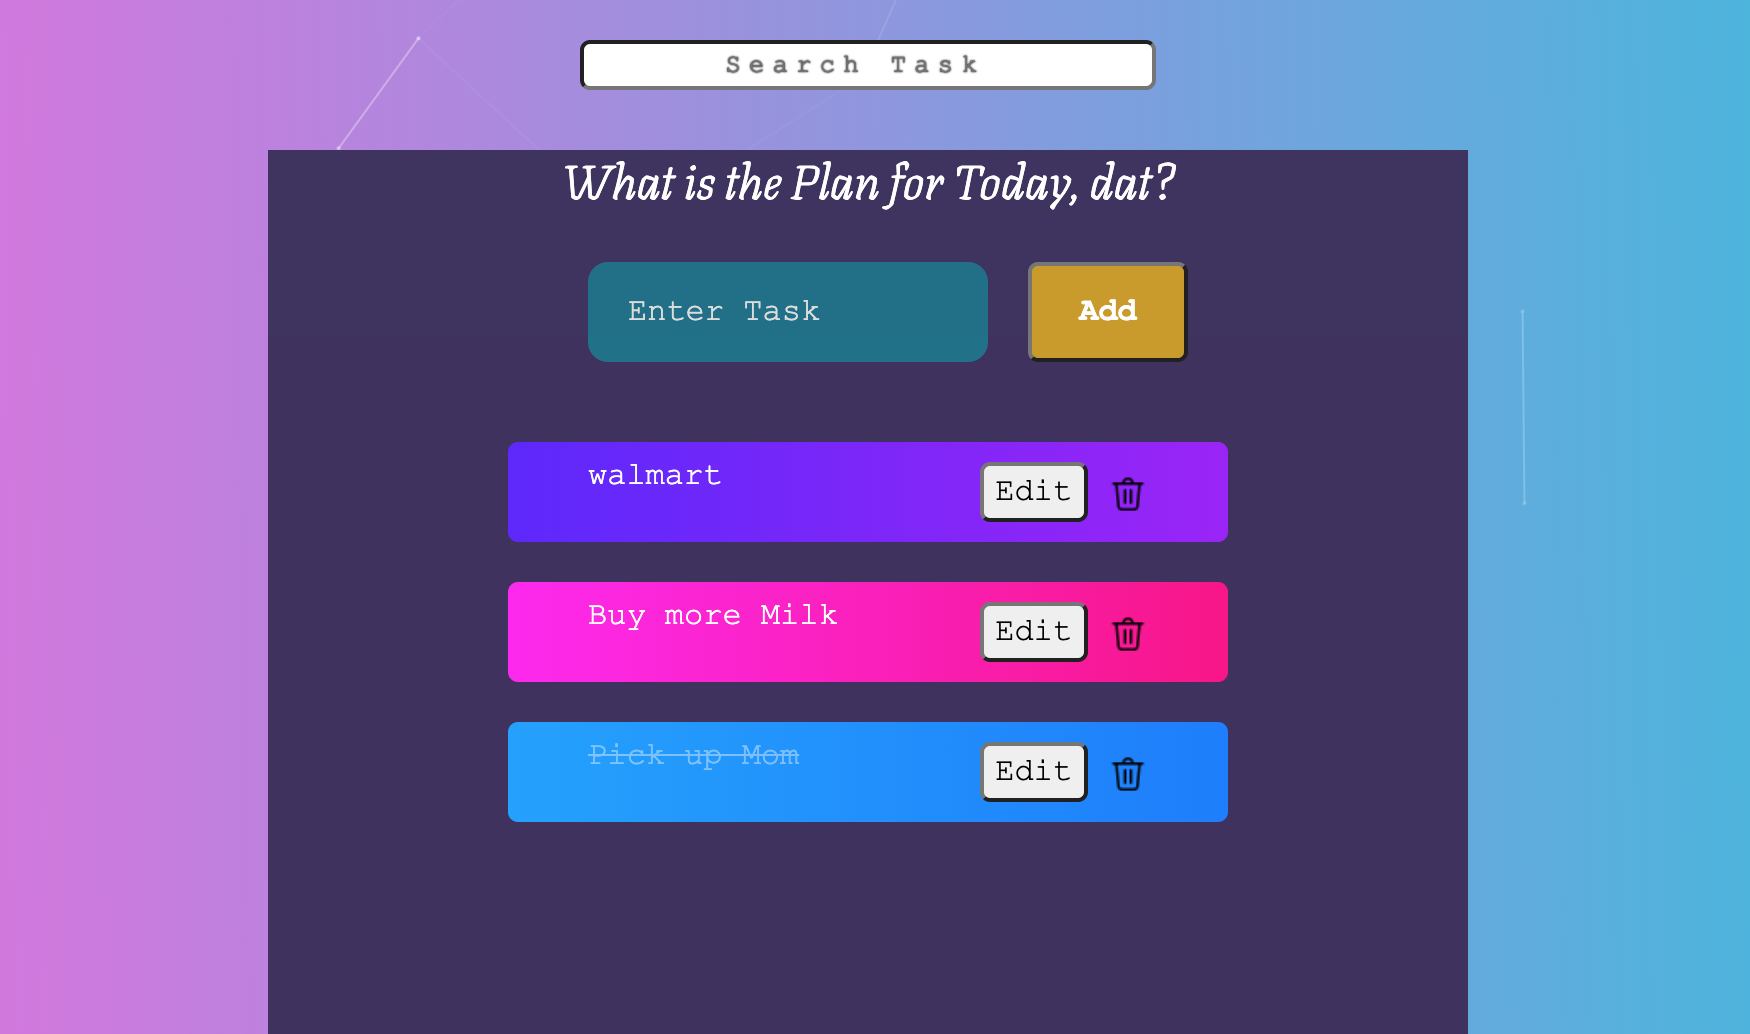 Search Task
What is the Plan for Today, dat?
Enter Task
Add
walmart
Edit
Buy more Milk
Edit
Pick up Mom
Edit